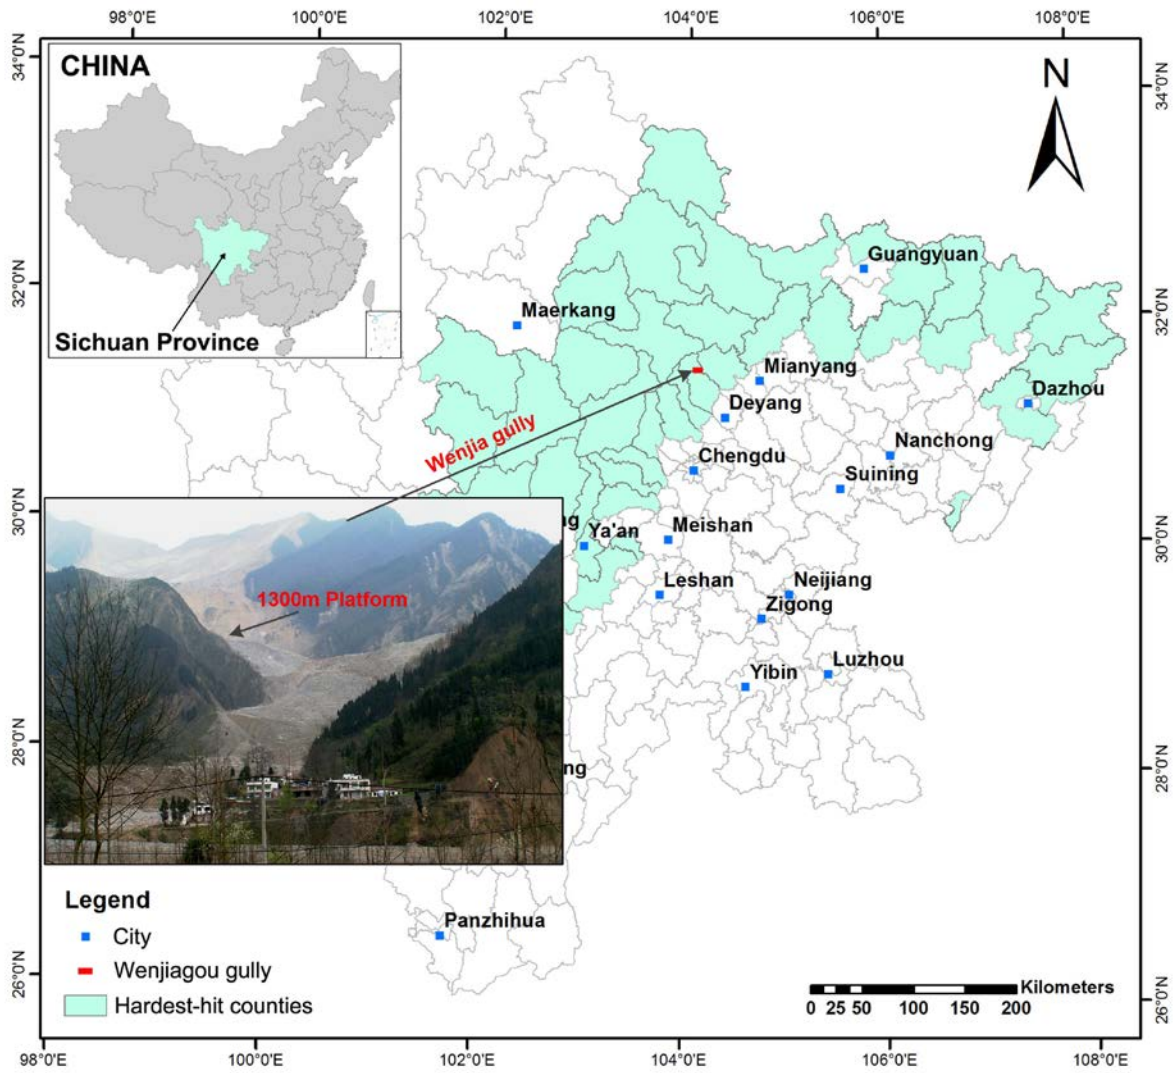 98°0'E 100°0'E 102°0'E 104°0'E 106°0'E 108°0'E
34°0'N
32°0'N
30°0'N
28°0'N
26°0'N
CHINA
Sichuan Province
N
34°0'N
32°0'N
30°0'N
28°0'N
26°0'N
Guangyuan
Maerkang
Mianyang
Dazhou
Deyang
Wenjia gully
Nanchong
Chengdu
Suining
ng
Ya'an
Meishan
Leshan
Neijiang
Zigong
1300m Platform
Luzhou
Yibin
ng
Panzhihua
Legend
City
Wenjiagou gully
Hardest-hit counties
Kilometers
0 25 50 100 150 200
98°0'E 100°0'E 102°0'E 104°0'E 106°0'E 108°0'E